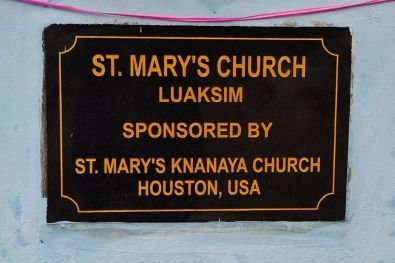 ST. MARY'S CHURCH
LUAKSIM
SPONSORED BY
ST. MARY'S KNANAYA CHURCH
HOUSTON, USA